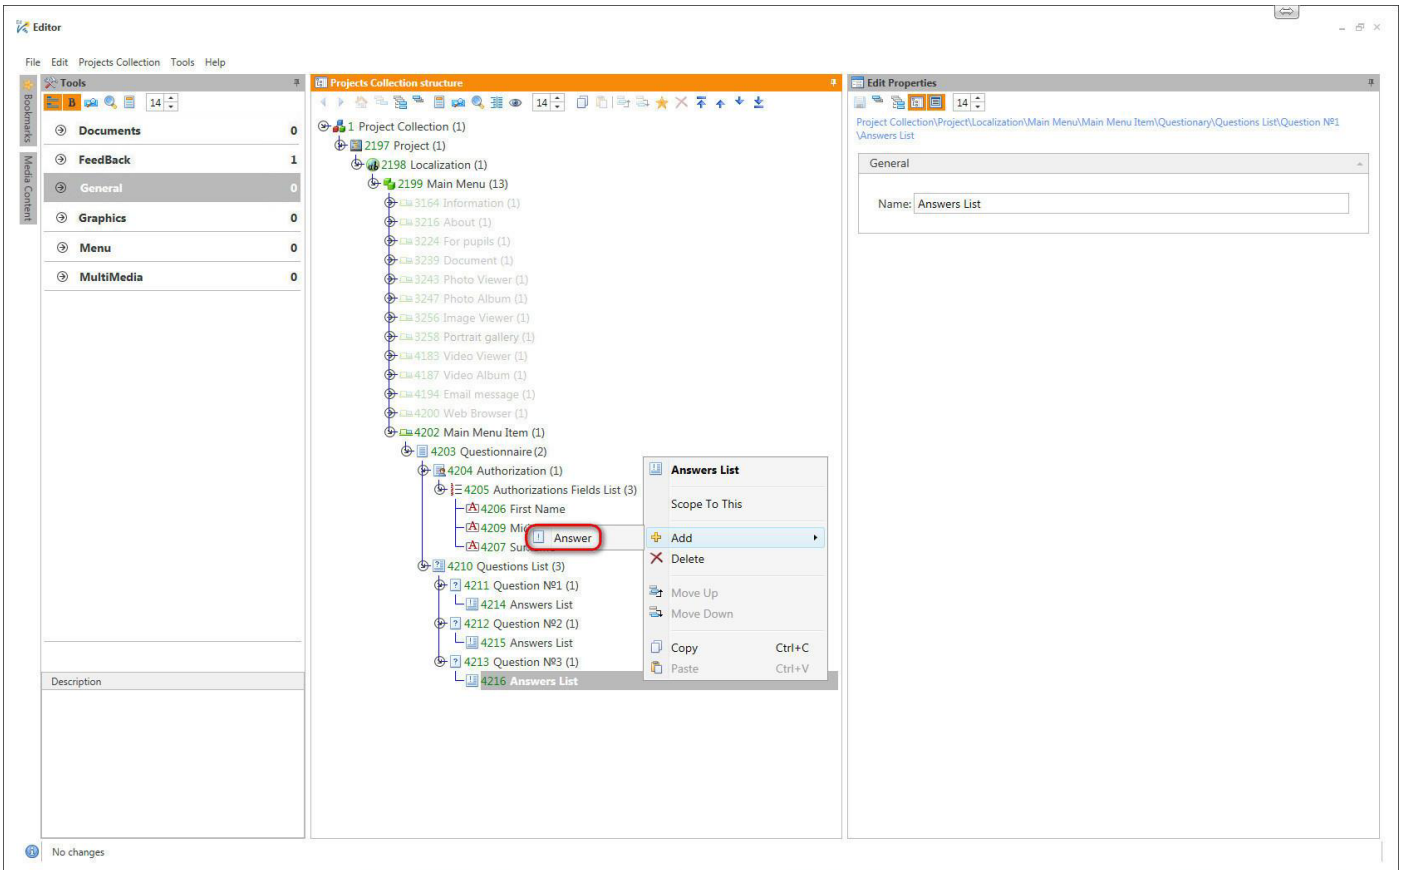 Editor
File Edit Projects Collection Tools Help
Bookmarks
Media Content
Tools
B 14
Documents 0
FeedBack 1
General 0
Graphics 0
Menu 0
MultiMedia 0
Description
Projects Collection structure
14
1 Project Collection (1)
2197 Project (1)
2198 Localization (1)
2199 Main Menu (13)
3164 Information (1)
3216 About (1)
3224 For pupils (1)
3239 Document (1)
3243 Photo Viewer (1)
3247 Photo Album (1)
3256 Image Viewer (1)
3258 Portrait gallery (1)
4183 Video Viewer (1)
4187 Video Album (1)
4194 Email message (1)
4200 Web Browser (1)
4202 Main Menu Item (1)
4203 Questionnaire (2)
4204 Authorization (1)
4205 Authorizations Fields List (3)
4206 First Name
4209 Mid
4207 Sur
4210 Questions List (3)
4211 Question №1 (1)
4214 Answers List
4212 Question №2 (1)
4215 Answers List
4213 Question №3 (1)
4216 Answers List
Answer
Answers List
Scope To This
Add
Delete
Move Up
Move Down
Copy Ctrl+C
Paste Ctrl+V
Edit Properties
14
Project Collection\Project\Localization\Main Menu\Main Menu Item\Questionary\Questions List\Question №1
\Answers List
General
Name: Answers List
No changes